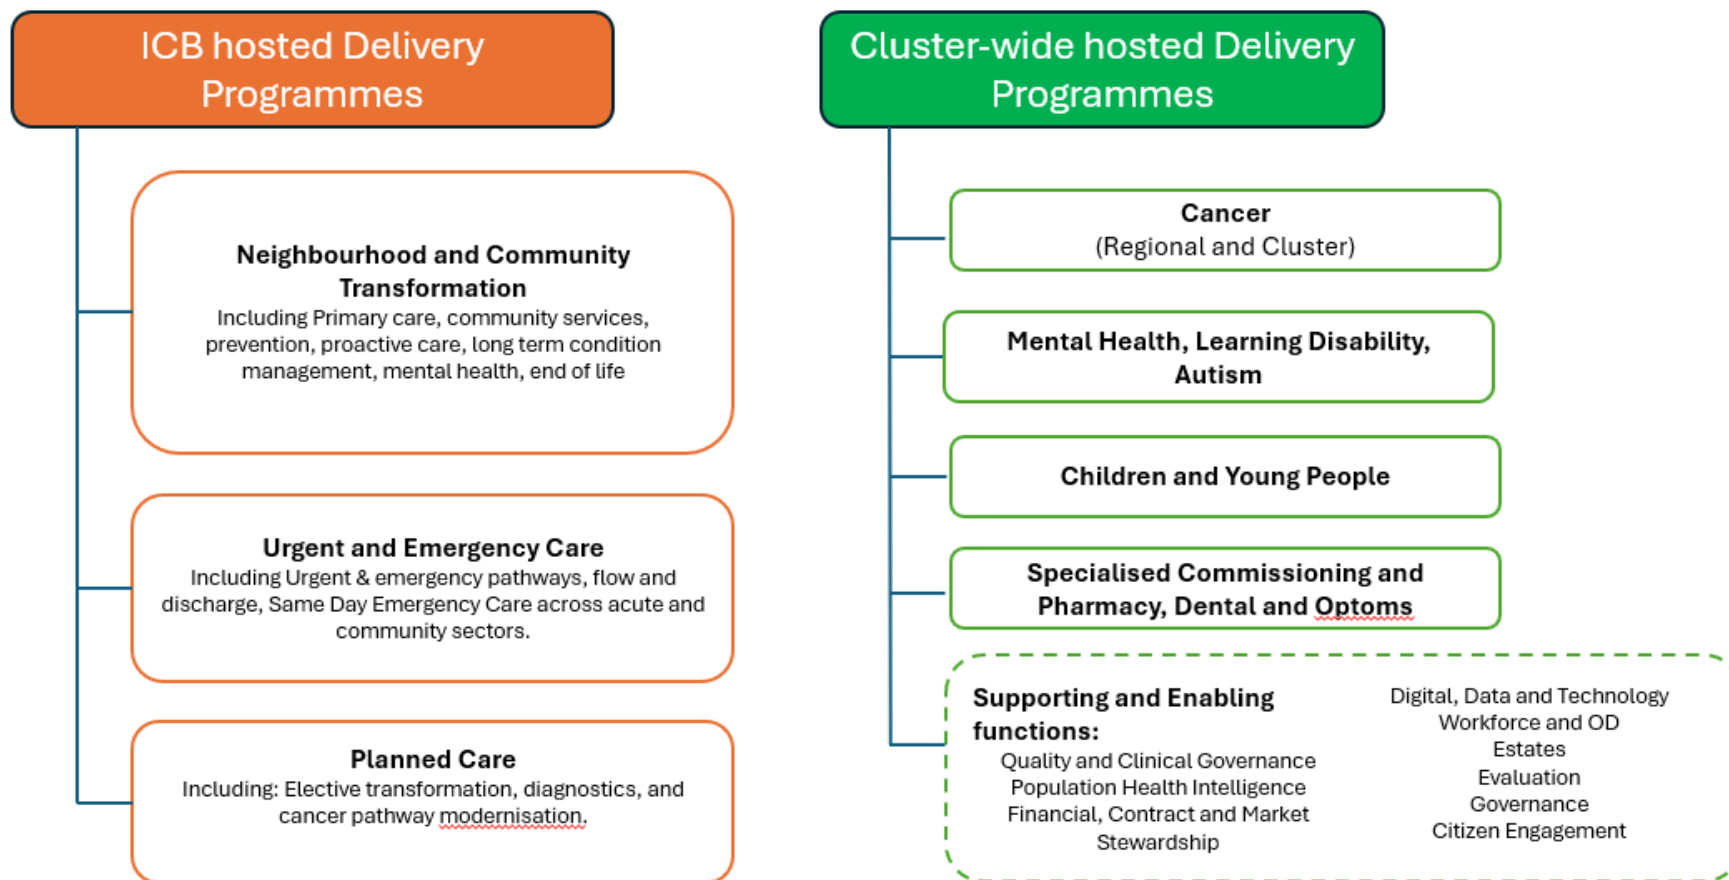 ICB hosted Delivery
Programmes
Neighbourhood and Community
Transformation
Including Primary care, community services,
prevention, proactive care, long term condition
management, mental health, end of life
Urgent and Emergency Care
Including Urgent & emergency pathways, flow and
discharge, Same Day Emergency Care across acute and
community sectors.
Planned Care
Including: Elective transformation, diagnostics, and
cancer pathway modernisation.
Cluster-wide hosted Delivery
Programmes
Cancer
(Regional and Cluster)
Mental Health, Learning Disability,
Autism
Children and Young People
Specialised Commissioning and
Pharmacy, Dental and Optoms
Supporting and Enabling
functions:
Quality and Clinical Governance
Population Health Intelligence
Financial, Contract and Market
Stewardship
Digital, Data and Technology
Workforce and OD
Estates
Evaluation
Governance
Citizen Engagement